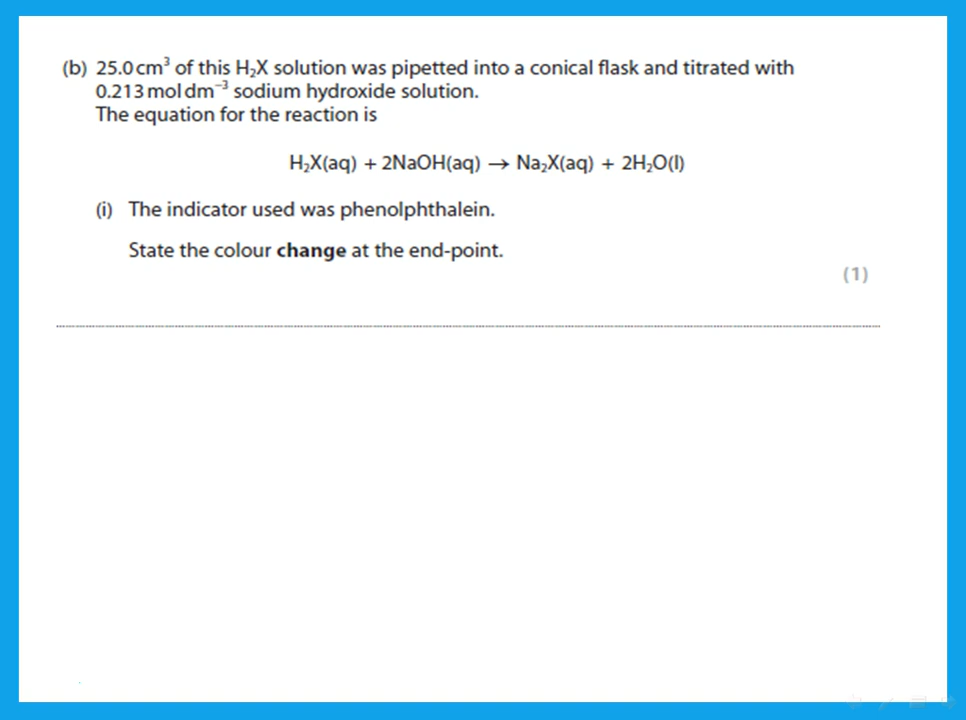 (b) 25.0 cm³ of this H₂X solution was pipetted into a conical flask and titrated with
0.213 mol dm⁻³ sodium hydroxide solution.
The equation for the reaction is
H₂X(aq) + 2NaOH(aq) → Na₂X(aq) + 2H₂O(l)
(i) The indicator used was phenolphthalein.
State the colour change at the end-point.
(1)